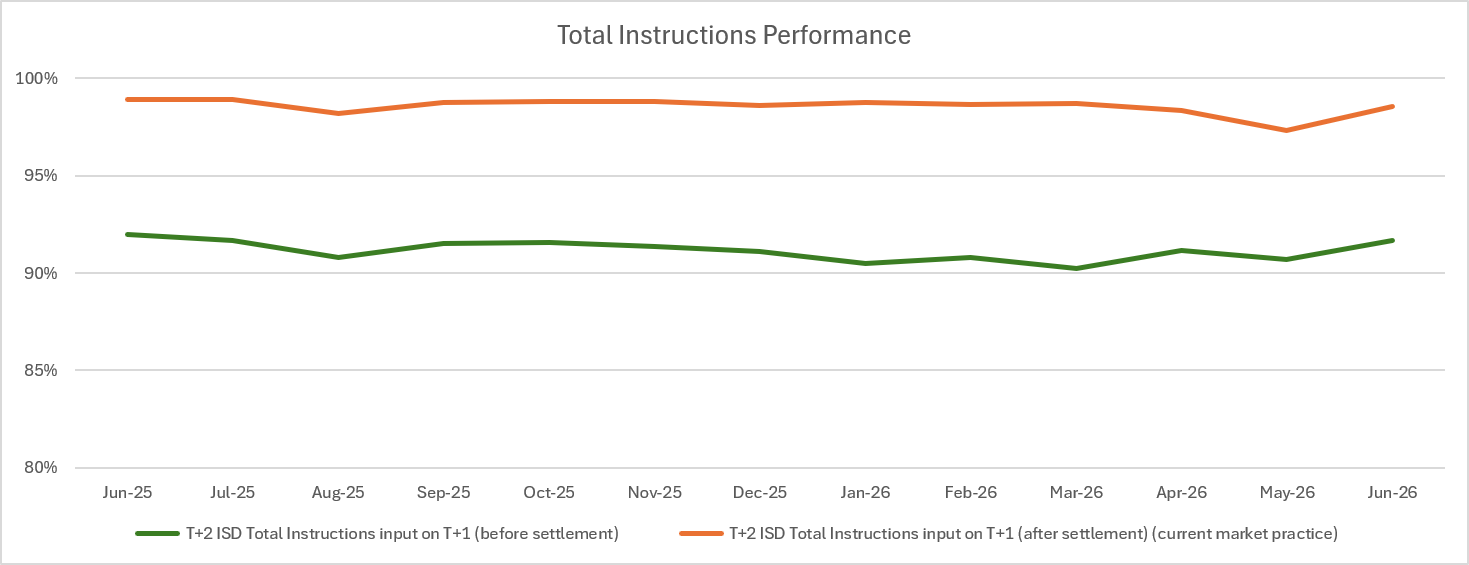 Total Instructions Performance
100%
95%
90%
85%
80%
Jun-25 Jul-25 Aug-25 Sep-25 Oct-25 Nov-25 Dec-25 Jan-26 Feb-26 Mar-26 Apr-26 May-26 Jun-26
T+2 ISD Total Instructions input on T+1 (before settlement) T+2 ISD Total Instructions input on T+1 (after settlement) (current market practice)